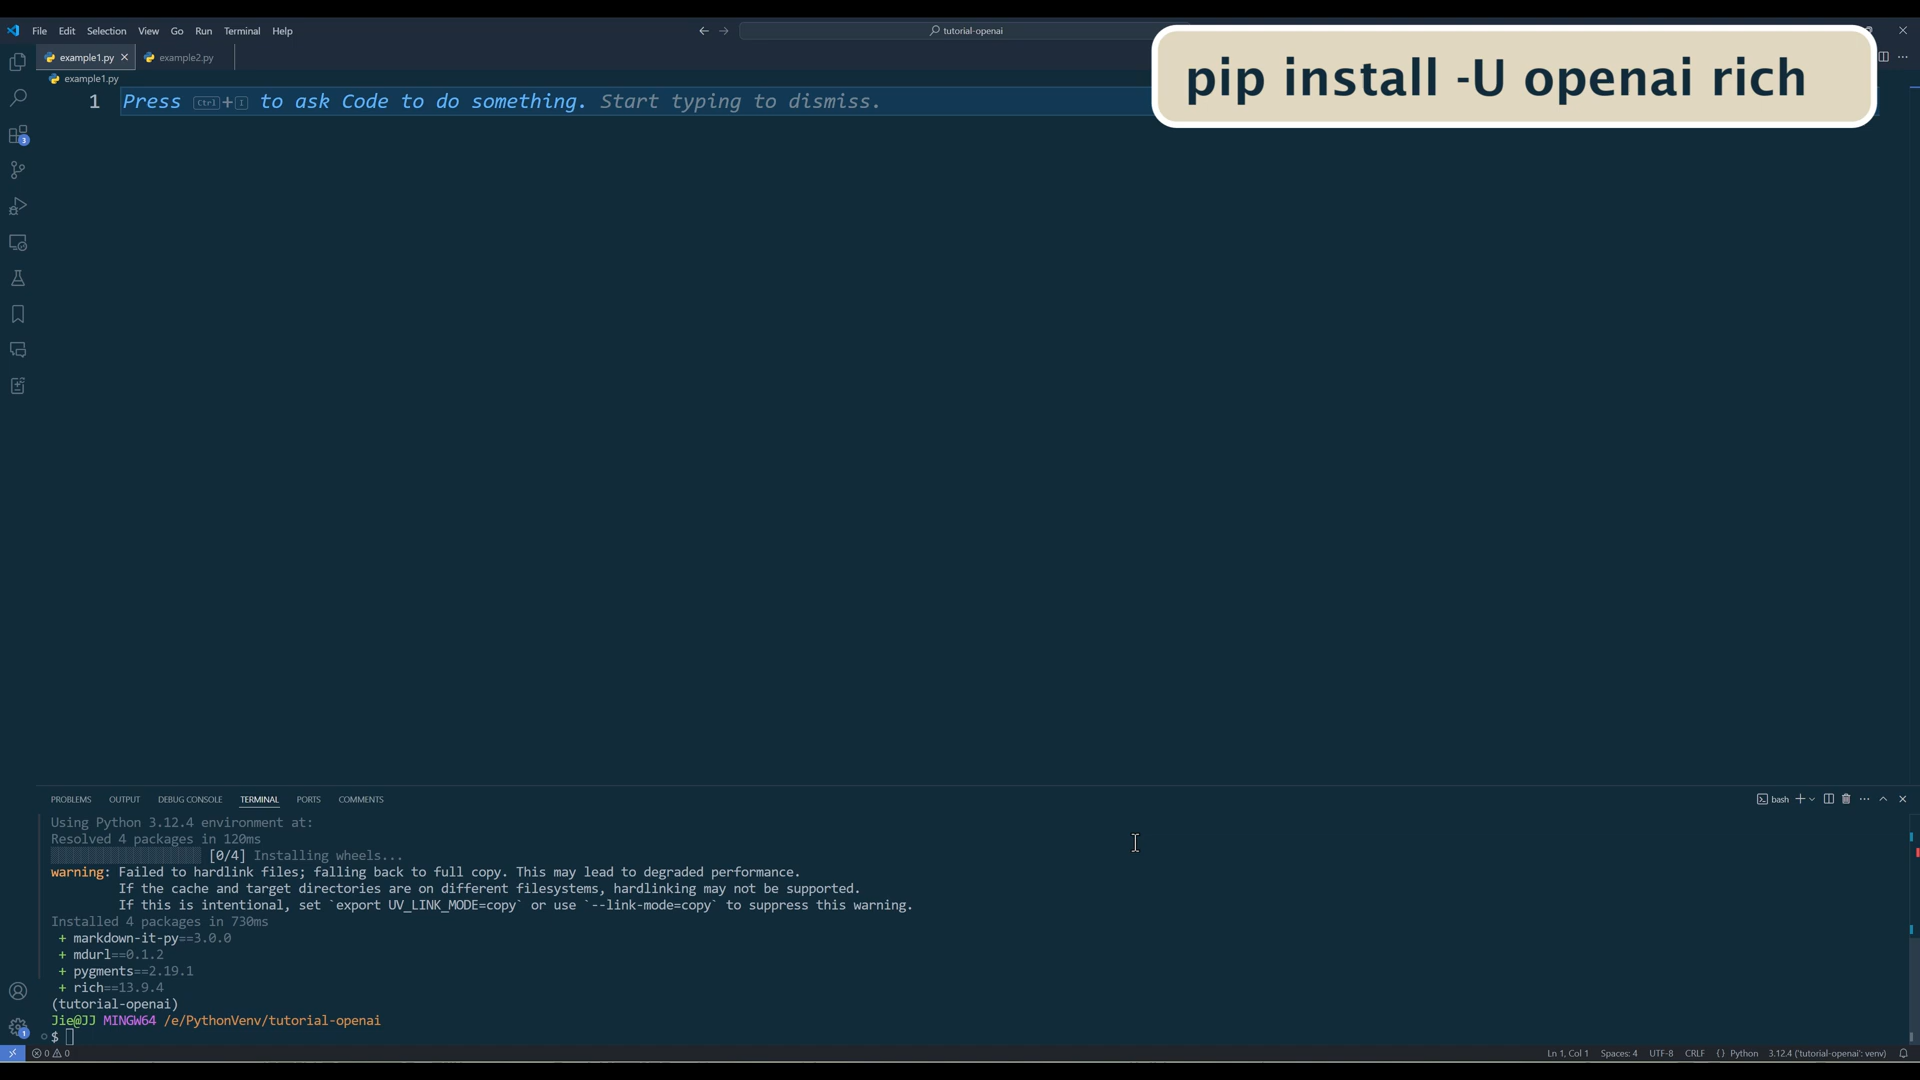 File Edit Selection View Go Run Terminal Help
tutorial-openai
example1.py
example2.py
example1.py
pip install -U openai rich
1 Press Ctrl+I to ask Code to do something. Start typing to dismiss.
3
PROBLEMS OUTPUT DEBUG CONSOLE TERMINAL PORTS COMMENTS
bash
Using Python 3.12.4 environment at:
Resolved 4 packages in 120ms
[0/4] Installing wheels...
warning: Failed to hardlink files; falling back to full copy. This may lead to degraded performance.
If the cache and target directories are on different filesystems, hardlinking may not be supported.
If this is intentional, set `export UV_LINK_MODE=copy` or use `--link-mode=copy` to suppress this warning.
Installed 4 packages in 730ms
+ markdown-it-py==3.0.0
+ mdurl==0.1.2
+ pygments==2.19.1
+ rich==13.9.4
(tutorial-openai)
Jie@JJ MINGW64 /e/PythonVenv/tutorial-openai
$
1
0 0
Ln 1, Col 1 Spaces: 4 UTF-8 CRLF {} Python 3.12.4 ('tutorial-openai': venv)